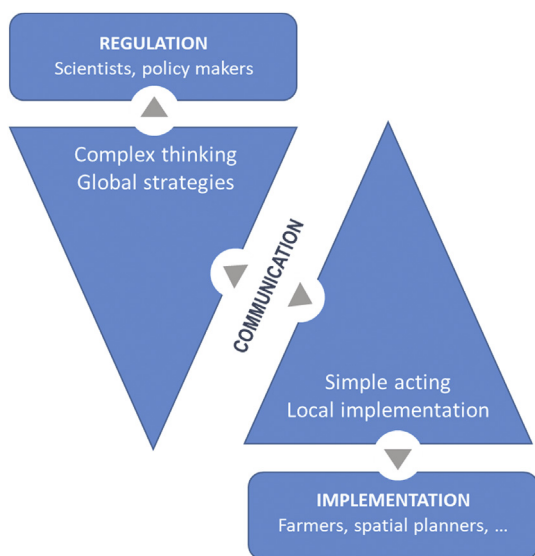 REGULATION
Scientists, policy makers
Complex thinking
Global strategies
COMMUNICATION
Simple acting
Local implementation
IMPLEMENTATION
Farmers, spatial planners, ...